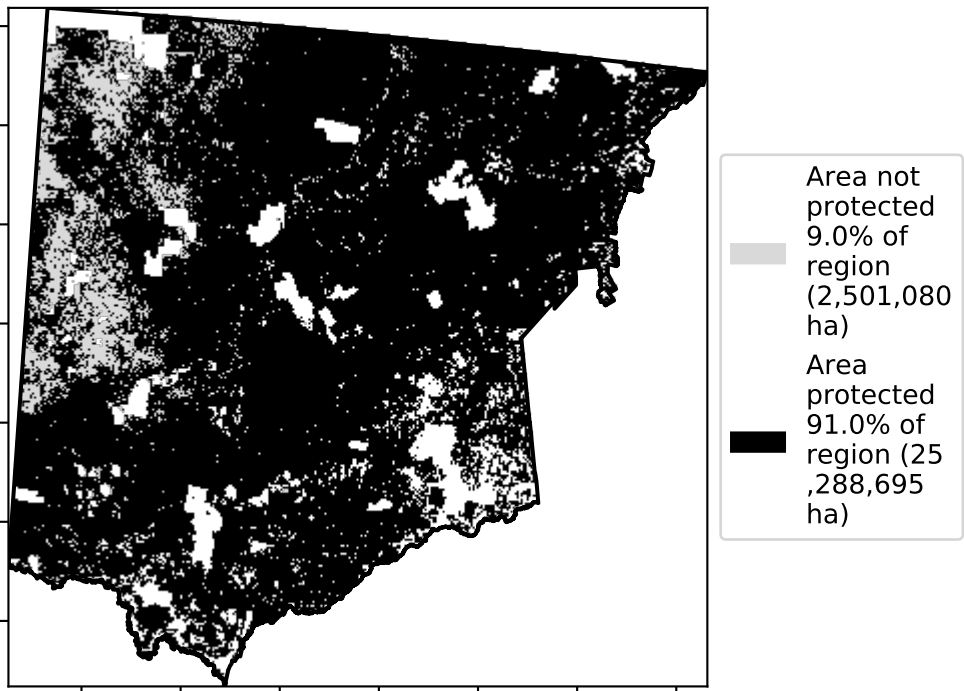 Area not
protected
9.0% of
region
(2,501,080
ha)
Area
protected
91.0% of
region (25
,288,695
ha)